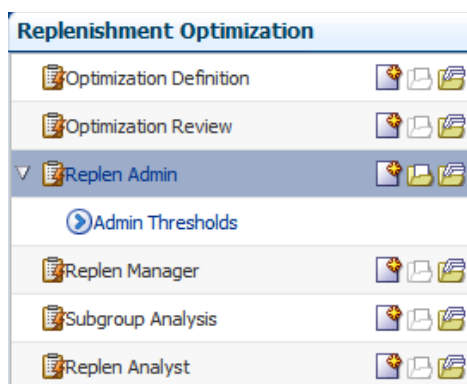 Replenishment Optimization
Optimization Definition
Optimization Review
Replen Admin
Admin Thresholds
Replen Manager
Subgroup Analysis
Replen Analyst